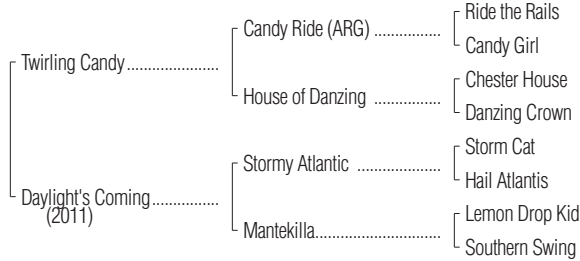 Ride the Rails
Candy Ride (ARG) ................
Candy Girl
Twirling Candy......................
Chester House
House of Danzing ................
Danzing Crown
Storm Cat
Stormy Atlantic ....................
Hail Atlantis
Daylight's Coming................
(2011)
Lemon Drop Kid
Mantekilla..............................
Southern Swing